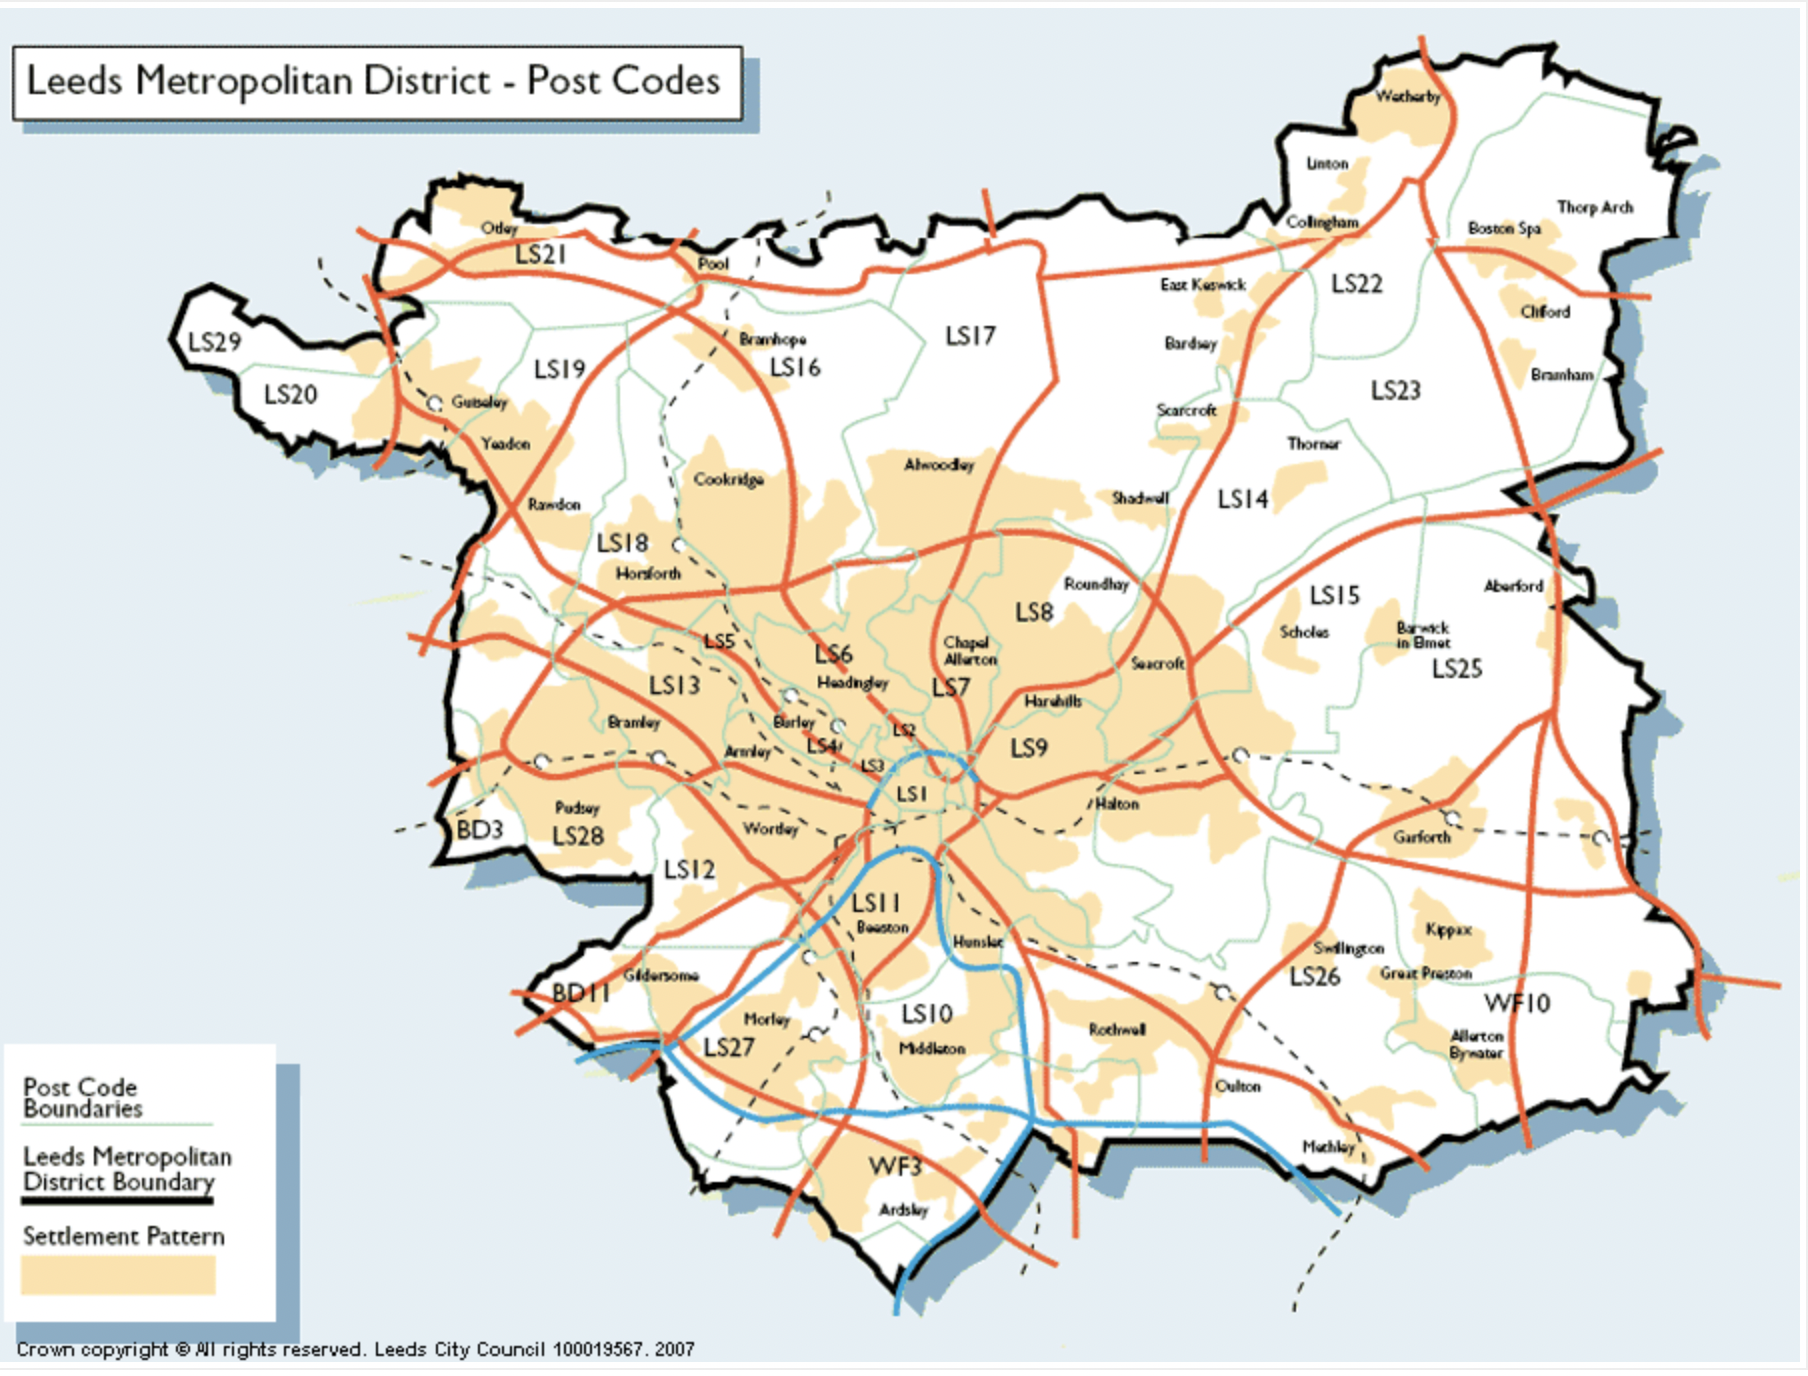 Leeds Metropolitan District - Post Codes
Wetherby
Linton
Thorp Arch
Collingham
Boston Spa
Otley
LS21
Pool
East Keswick
LS22
Clifford
LS29
Bramhope
LS17
Bardsey
LS19
LS16
Bramham
LS20
LS23
Guiseley
Scarcroft
Yeadon
Thorner
Alwoodley
Cookridge
Shadwell
LS14
Rawdon
LS18
Horsforth
Roundhay
Aberford
LS15
LS8
Scholes
Barwick
in Elmet
LS5
LS6
Chapel
Allerton
Seacroft
LS25
LS13
Headingley
LS7
Harehills
Bramley
Burley
LS2
LS4
Armley
LS9
LS3
LS1
Halton
Pudsey
BD3
LS28
Wortley
Garforth
LS12
LS11
Beeston
Hunslet
Kippax
Swillington
Gildersome
LS26
Great Preston
BD11
WF10
LS10
Morley
Rothwell
LS27
Middleton
Allerton
Bywater
Oulton
Methley
WF3
Ardsley
Post Code
Boundaries
Leeds Metropolitan
District Boundary
Settlement Pattern
Crown copyright © All rights reserved. Leeds City Council 100019567. 2007